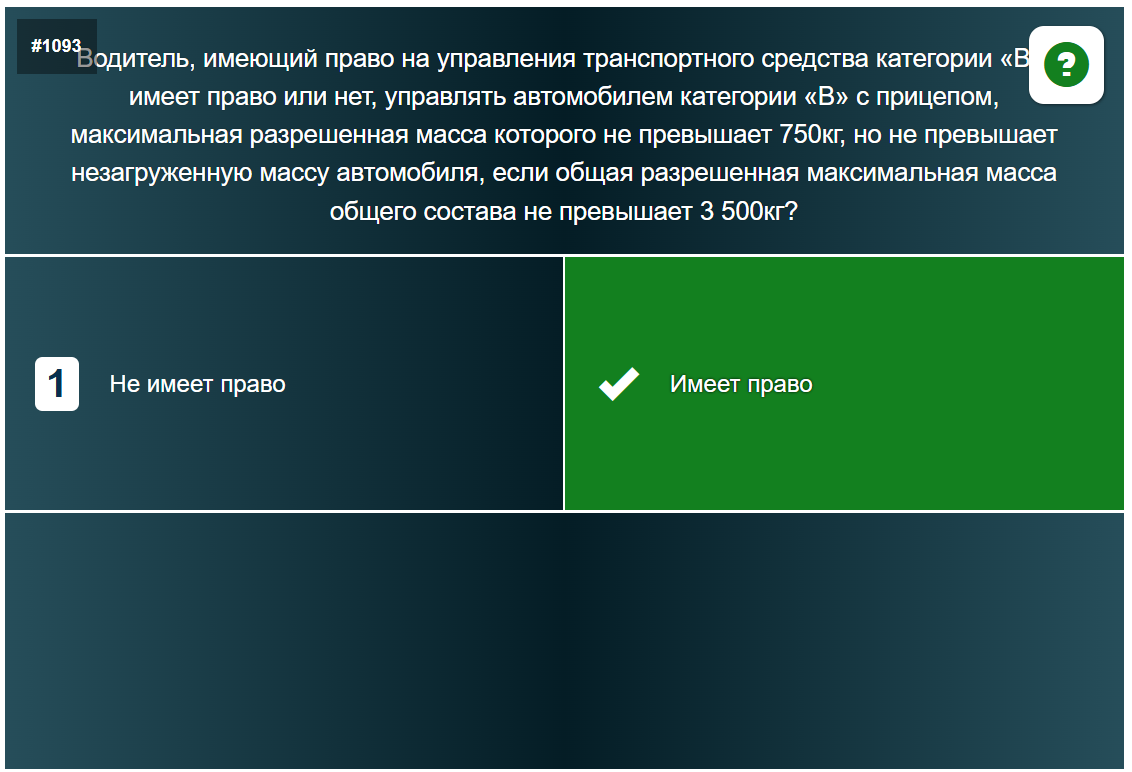 #1093
Водитель, имеющий право на управления транспортного средства категории «В
имеет право или нет, управлять автомобилем категории «В» с прицепом,
максимальная разрешенная масса которого не превышает 750кг, но не превышает
незагруженную массу автомобиля, если общая разрешенная максимальная масса
общего состава не превышает 3 500кг?
?
1
Не имеет право
Имеет право